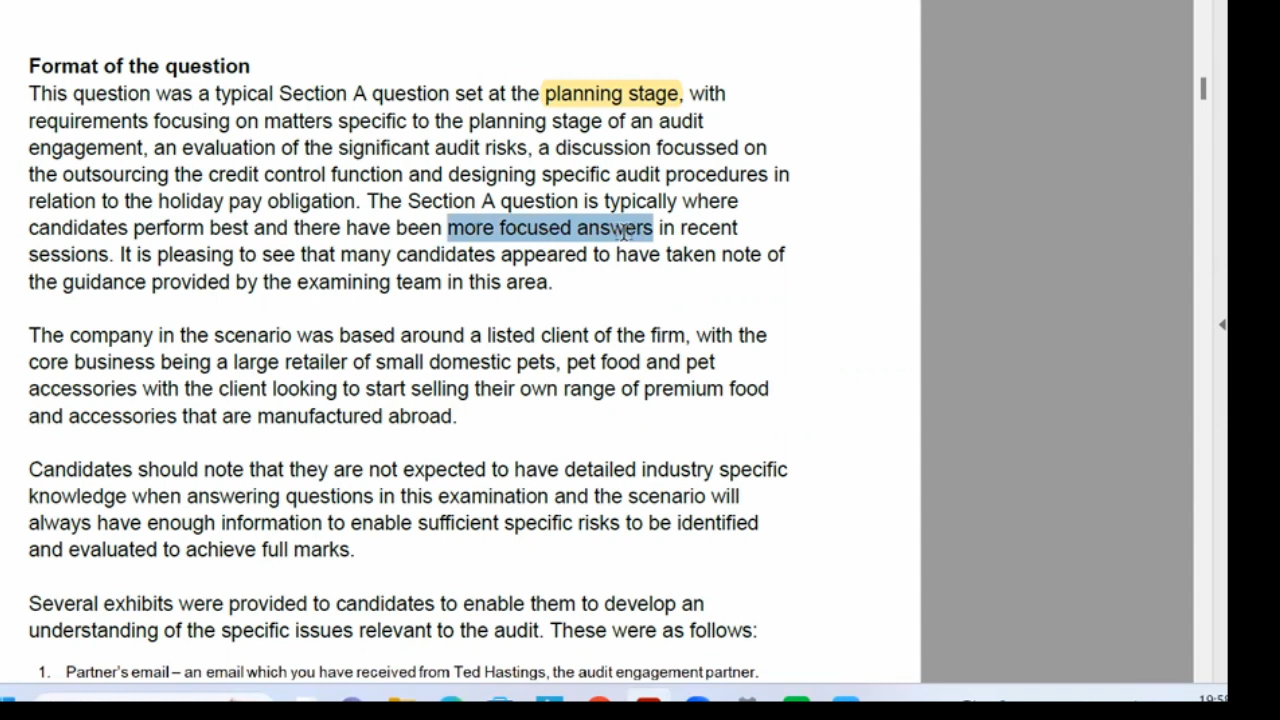 Format of the question
This question was a typical Section A question set at the planning stage, with
requirements focusing on matters specific to the planning stage of an audit
engagement, an evaluation of the significant audit risks, a discussion focussed on
the outsourcing the credit control function and designing specific audit procedures in
relation to the holiday pay obligation. The Section A question is typically where
candidates perform best and there have been more focused answers in recent
sessions. It is pleasing to see that many candidates appeared to have taken note of
the guidance provided by the examining team in this area.
The company in the scenario was based around a listed client of the firm, with the
core business being a large retailer of small domestic pets, pet food and pet
accessories with the client looking to start selling their own range of premium food
and accessories that are manufactured abroad.
Candidates should note that they are not expected to have detailed industry specific
knowledge when answering questions in this examination and the scenario will
always have enough information to enable sufficient specific risks to be identified
and evaluated to achieve full marks.
Several exhibits were provided to candidates to enable them to develop an
understanding of the specific issues relevant to the audit. These were as follows:
1. Partner's email – an email which you have received from Ted Hastings, the audit engagement partner.